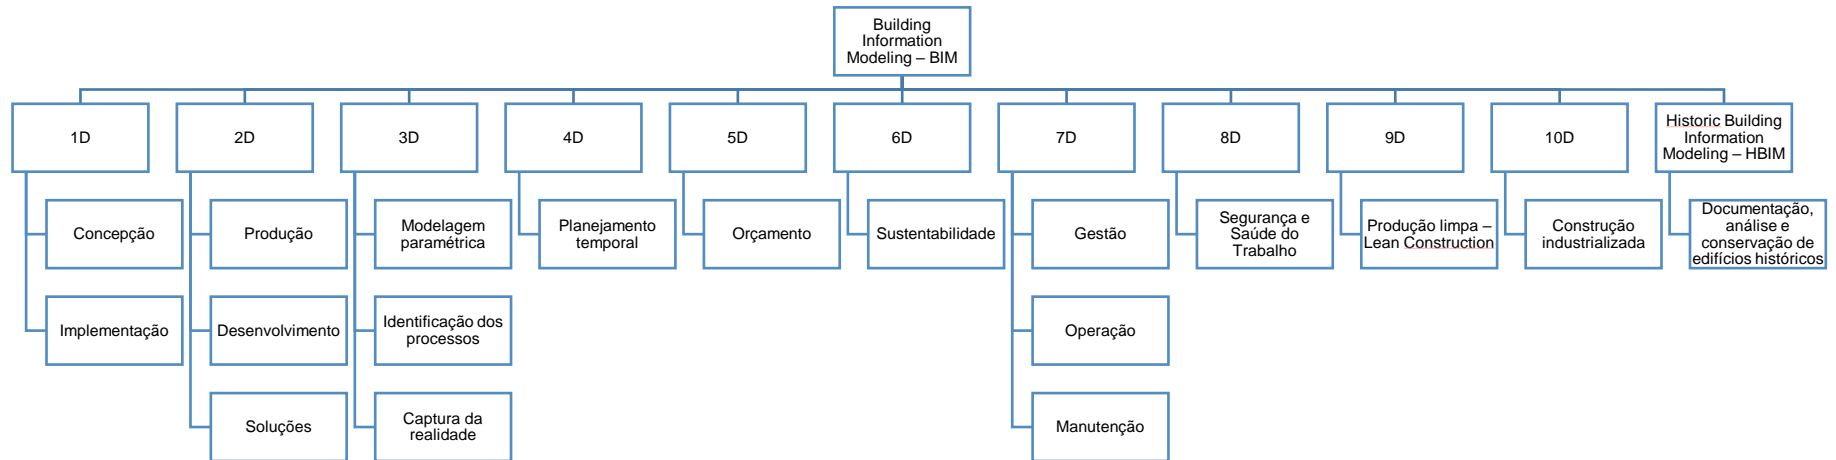 Building
Information
Modeling – BIM
1D
2D
3D
4D
5D
6D
7D
8D
9D
10D
Historic Building
Information
Modeling – HBIM
Concepção
Produção
Modelagem
paramétrica
Planejamento
temporal
Orçamento
Sustentabilidade
Gestão
Segurança e
Saúde do
Trabalho
Produção limpa –
Lean Construction
Construção
industrializada
Documentação,
análise e
conservação de
edifícios históricos
Implementação
Desenvolvimento
Identificação dos
processos
Operação
Soluções
Captura da
realidade
Manutenção